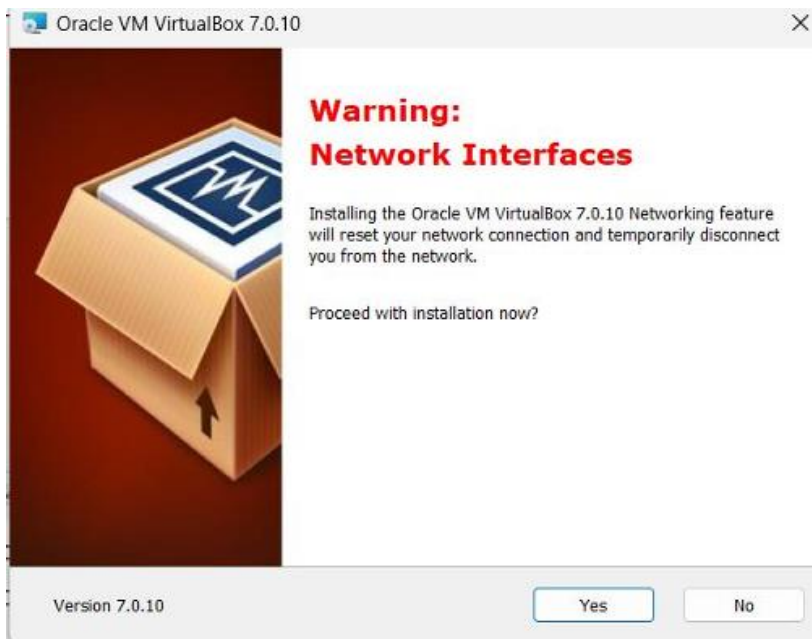 Oracle VM VirtualBox 7.0.10
Warning:
Network Interfaces
Installing the Oracle VM VirtualBox 7.0.10 Networking feature
will reset your network connection and temporarily disconnect
you from the network.
Proceed with installation now?
Version 7.0.10
Yes
No